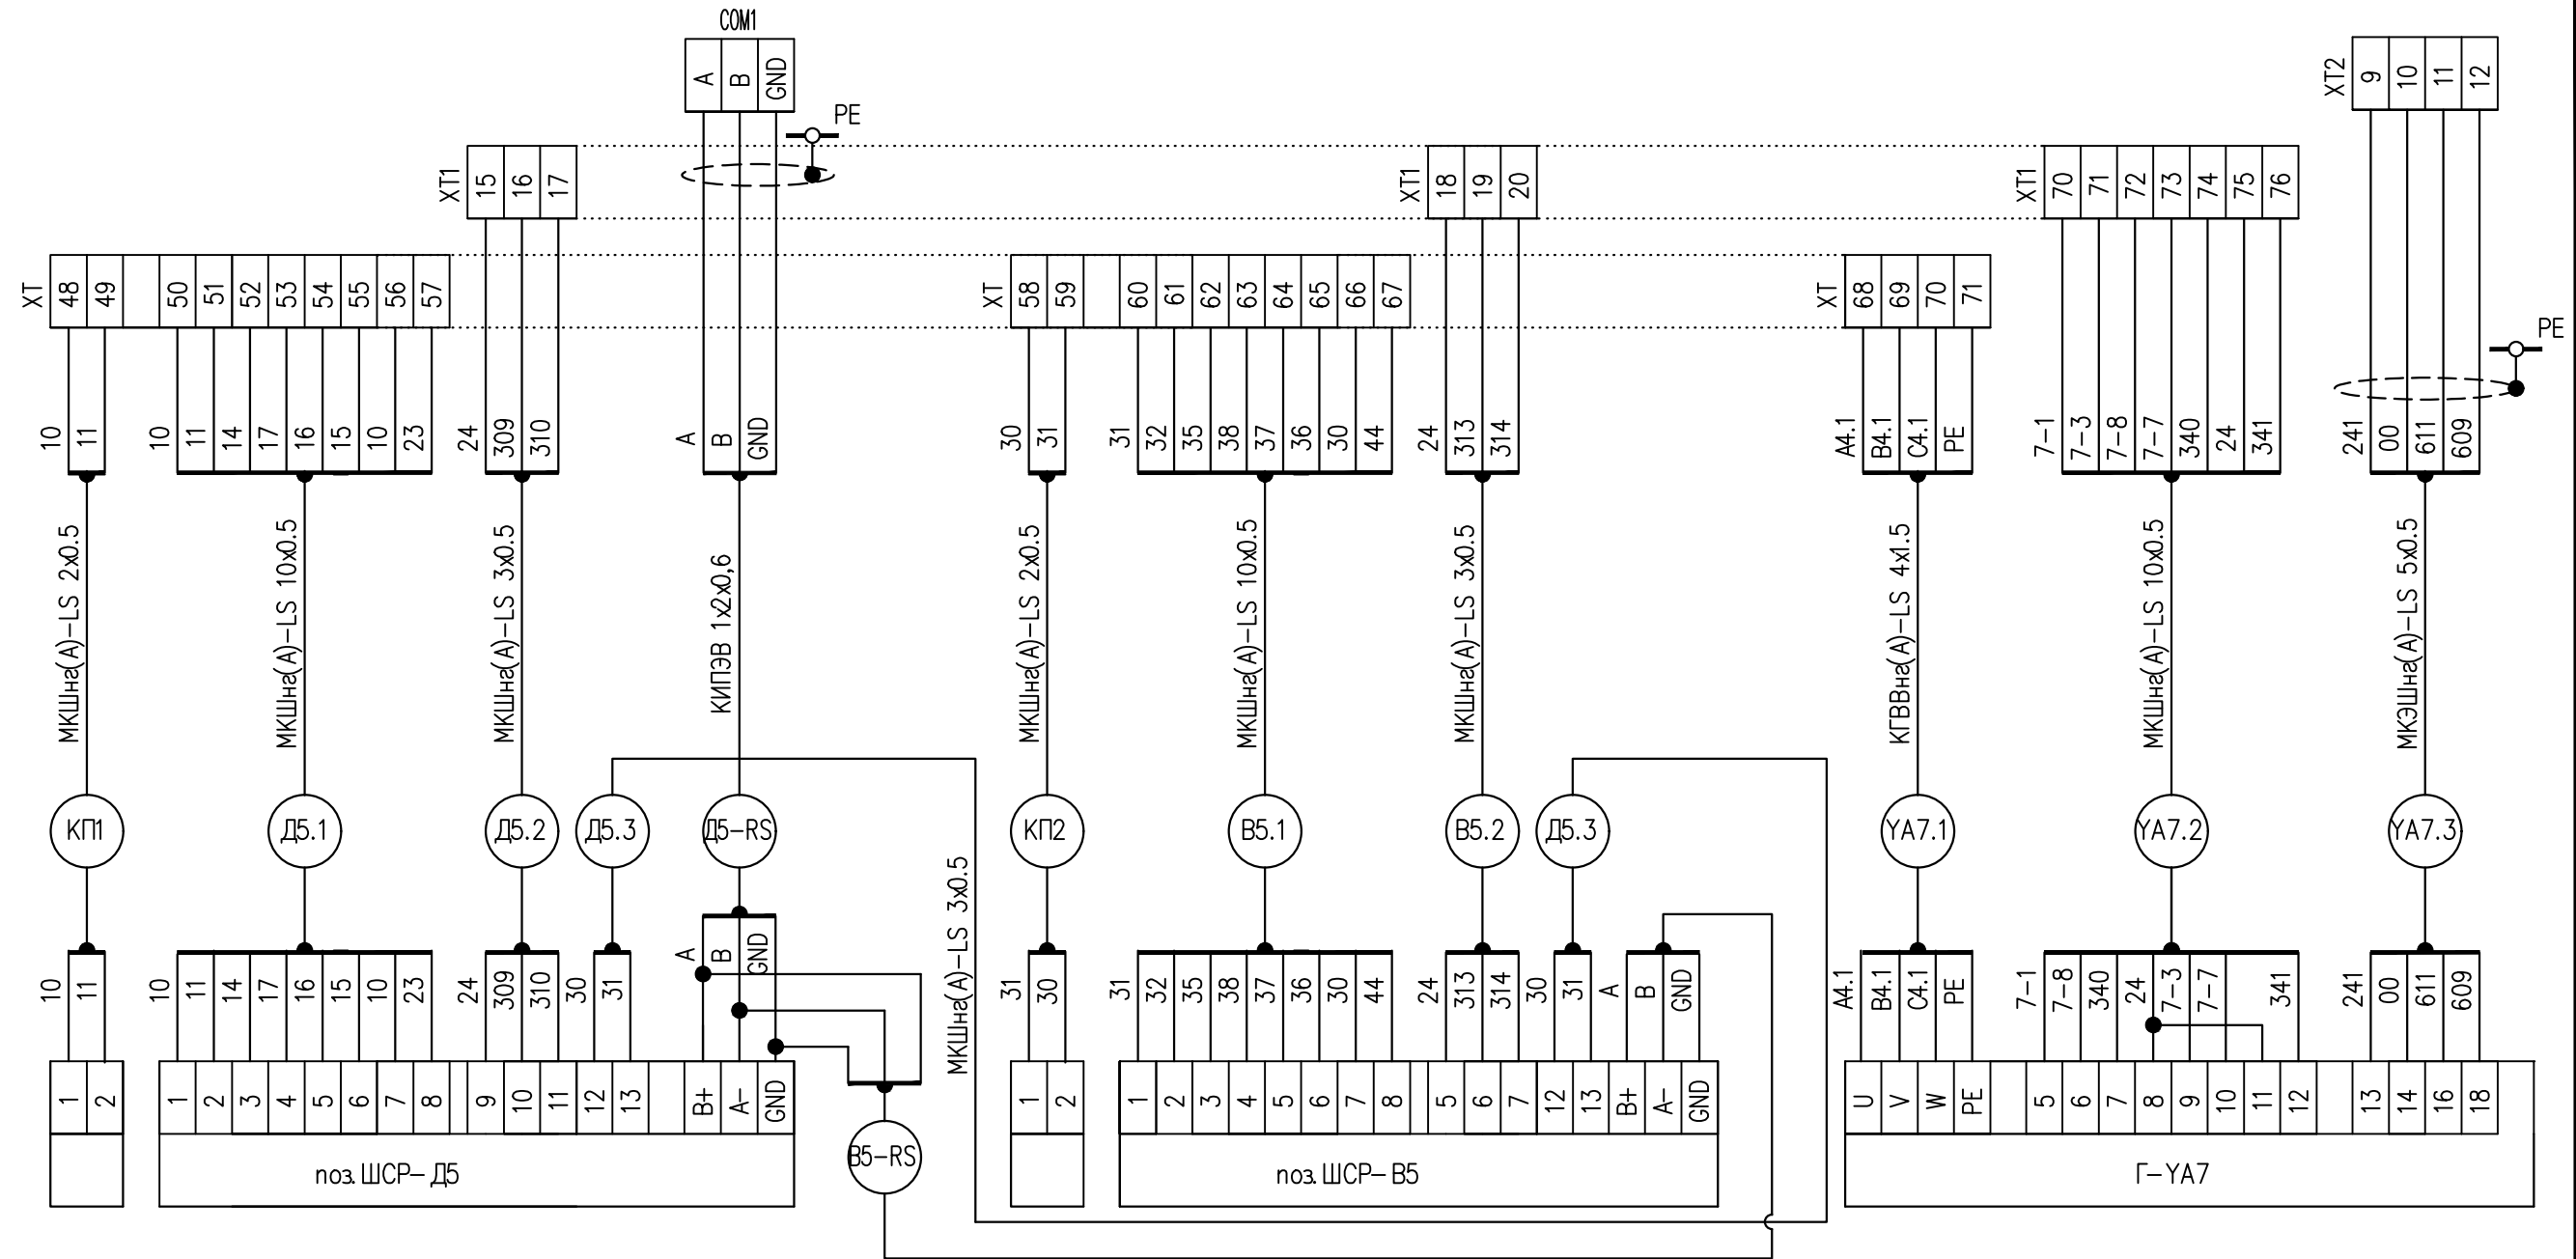 COM1
A B GND
PE
XT2 9 10 11 12
XT1 15 16 17
XT1 18 19 20
XT1 70 71 72 73 74 75 76
XT 48 49 50 51 52 53 54 55 56 57
XT 58 59 60 61 62 63 64 65 66 67
XT 68 69 70 71
PE
10 11
10 11 14 17 16 15 10 23
24 309 310
A B GND
30 31
31 32 35 38 37 36 30 44
24 313 314
A4.1 B4.1 C4.1 PE
7-1 7-3 7-8 7-7 340 24 341
241 00 611 609
МКШнг(А)-LS 2x0.5
МКШнг(А)-LS 10x0.5
МКШнг(А)-LS 3x0.5
КИПЭВ 1x2x0,6
МКШнг(А)-LS 2x0.5
МКШнг(А)-LS 10x0.5
МКШнг(А)-LS 3x0.5
КГВВнг(А)-LS 4x1.5
МКШнг(А)-LS 10x0.5
МКЭШнг(А)-LS 5x0.5
КП1
Д5.1
Д5.2
Д5.3
Д5-RS
КП2
В5.1
В5.2
Д5.3
YA7.1
YA7.2
YA7.3
МКШнг(А)-LS 3x0.5
10 11
10 11 14 17 16 15 10 23
24 309 310
30 31
A B GND
31 30
31 32 35 38 37 36 30 44
24 313 314
30 31
A B GND
A4.1 B4.1 C4.1 PE
7-1 7-8 340 24 7-3 7-7 341
241 00 611 609
1 2
1 2 3 4 5 6 7 8 9 10 11 12 13 B+ A- GND
1 2
1 2 3 4 5 6 7 8 5 6 7 12 13 B+ A- GND
U V W PE 5 6 7 8 9 10 11 12 13 14 16 18
В5-RS
поз. ШСР-Д5
поз. ШСР-В5
Г-YA7